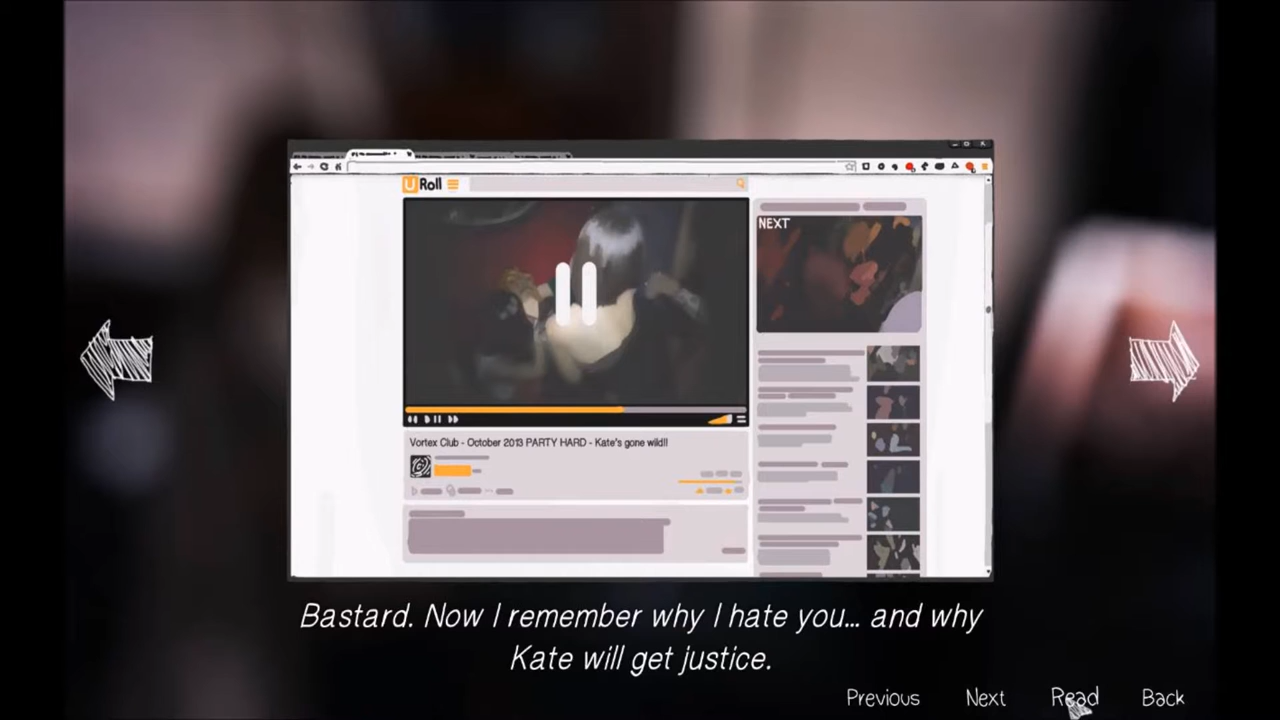 U Roll
NEXT
Vortex Club - October 2013 PARTY HARD - Kate's gone wild!!
Bastard. Now I remember why I hate you... and why
Kate will get justice.
Previous Next Read Back